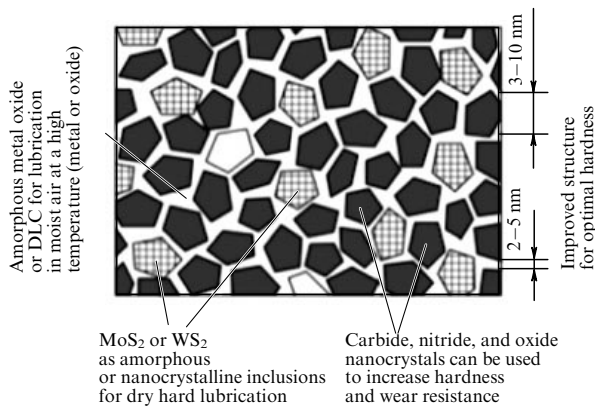 Amorphous metal oxide
or DLC for lubrication
in moist air at a high
temperature (metal or oxide)
3–10 nm
2–5 nm
Improved structure
for optimal hardness
MoS₂ or WS₂
as amorphous
or nanocrystalline inclusions
for dry hard lubrication
Carbide, nitride, and oxide
nanocrystals can be used
to increase hardness
and wear resistance